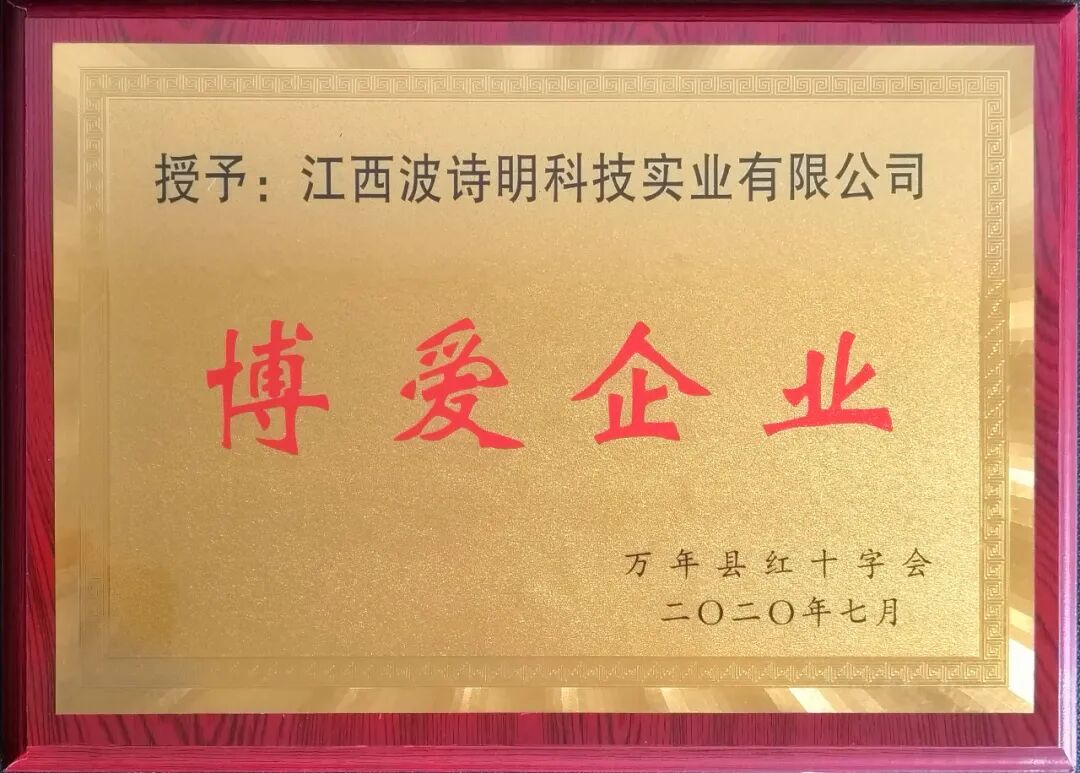 授予：江西波诗明科技实业有限公司
博爱企业
万年县红十字会
二〇二〇年七月